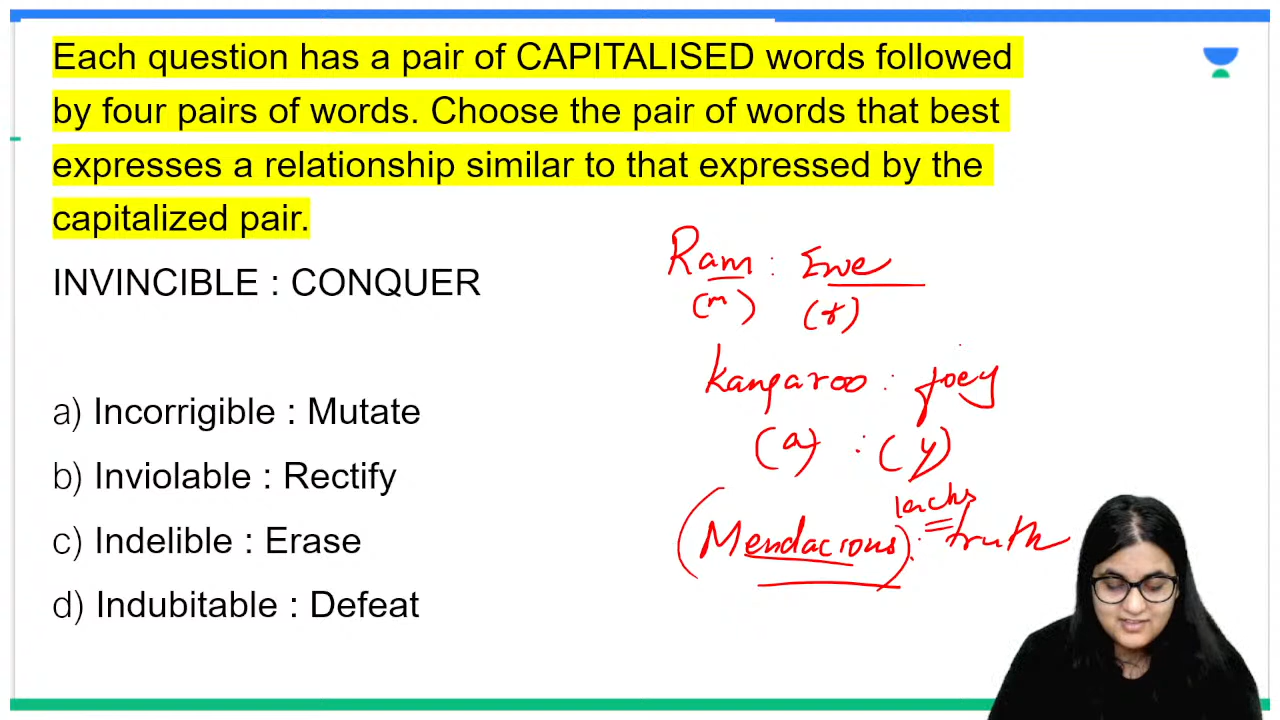 Each question has a pair of CAPITALISED words followed
by four pairs of words. Choose the pair of words that best
expresses a relationship similar to that expressed by the
capitalized pair.
INVINCIBLE : CONQUER
a) Incorrigible : Mutate
b) Inviolable : Rectify
c) Indelible : Erase
d) Indubitable : Defeat
Ram : Ewe
(m) (f)
kangaroo : joey
(a) : (y)
lacks
(Mendacious) : truth